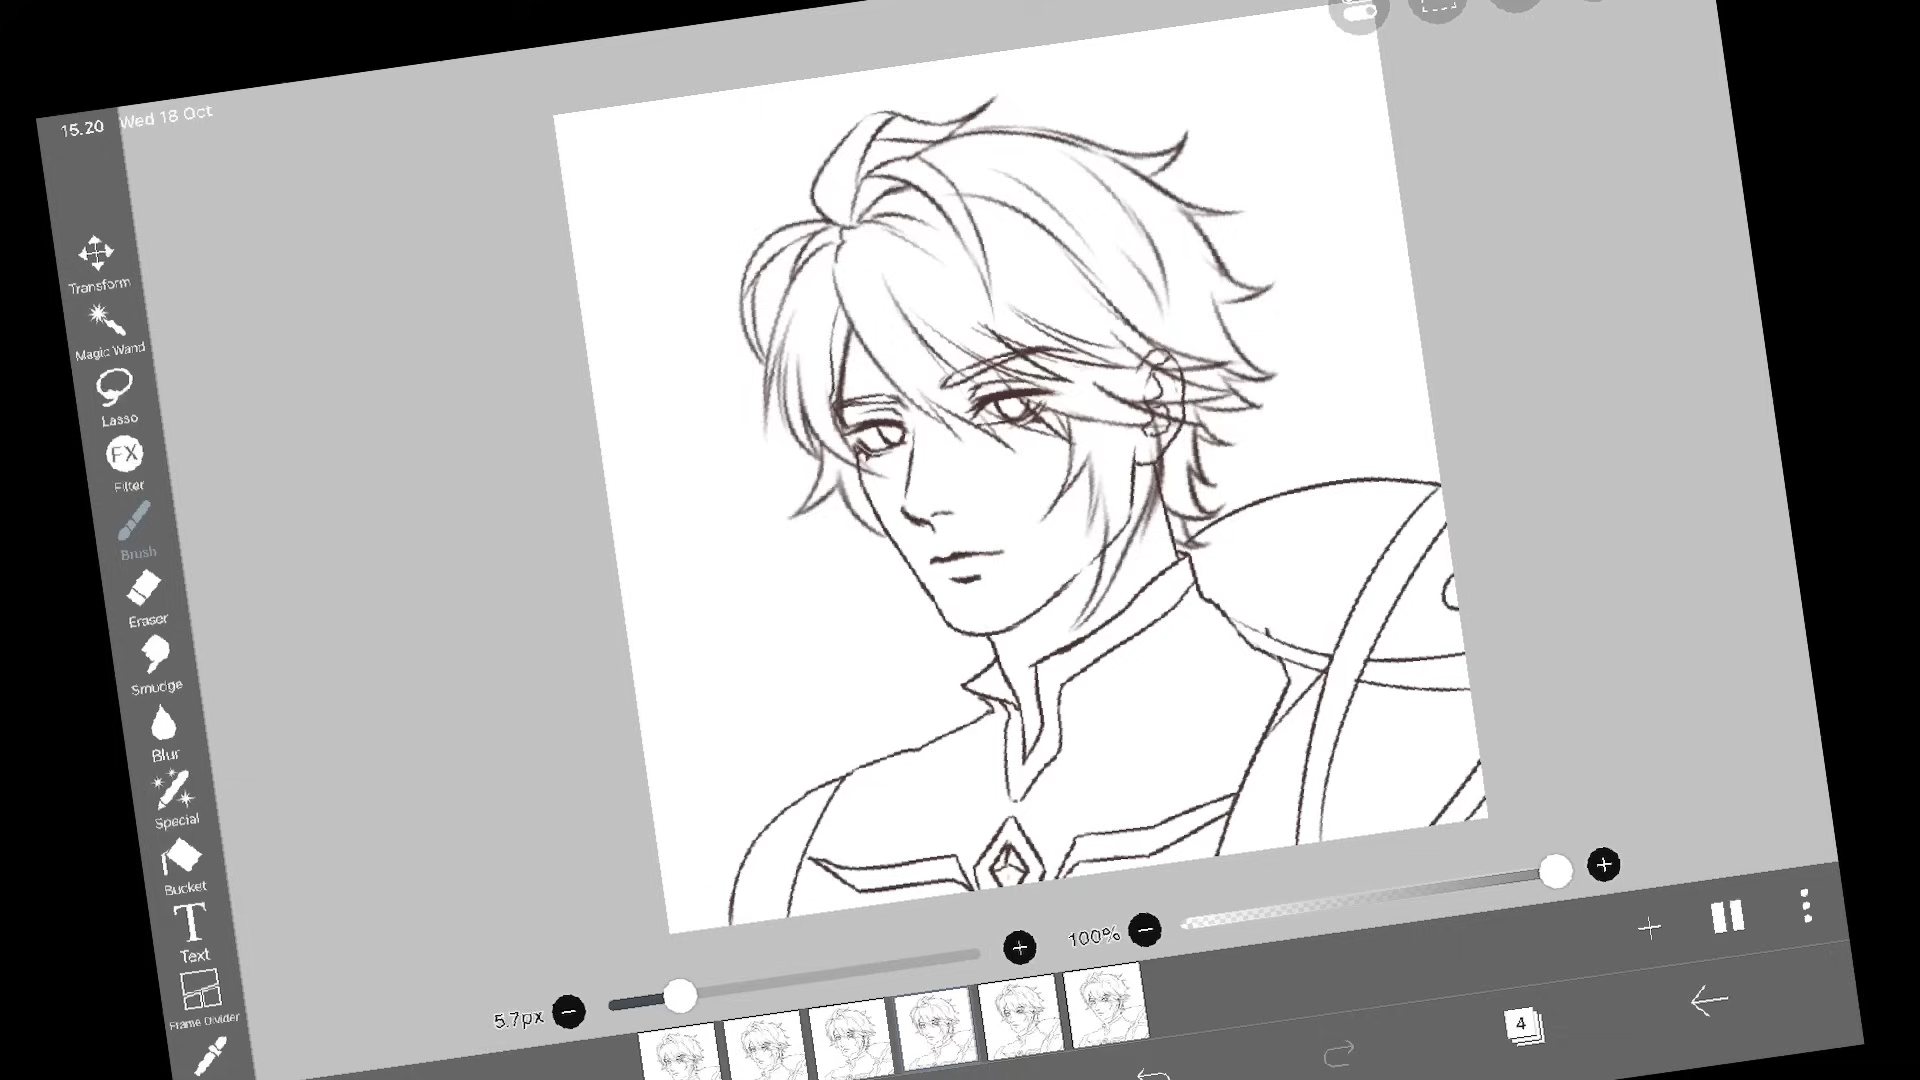 15.20 Wed 18 Oct
Transform
Magic Wand
Lasso
FX
Filter
Brush
Eraser
Smudge
Blur
Special
Bucket
T
Text
Frame Divider
5.7px
100%
4